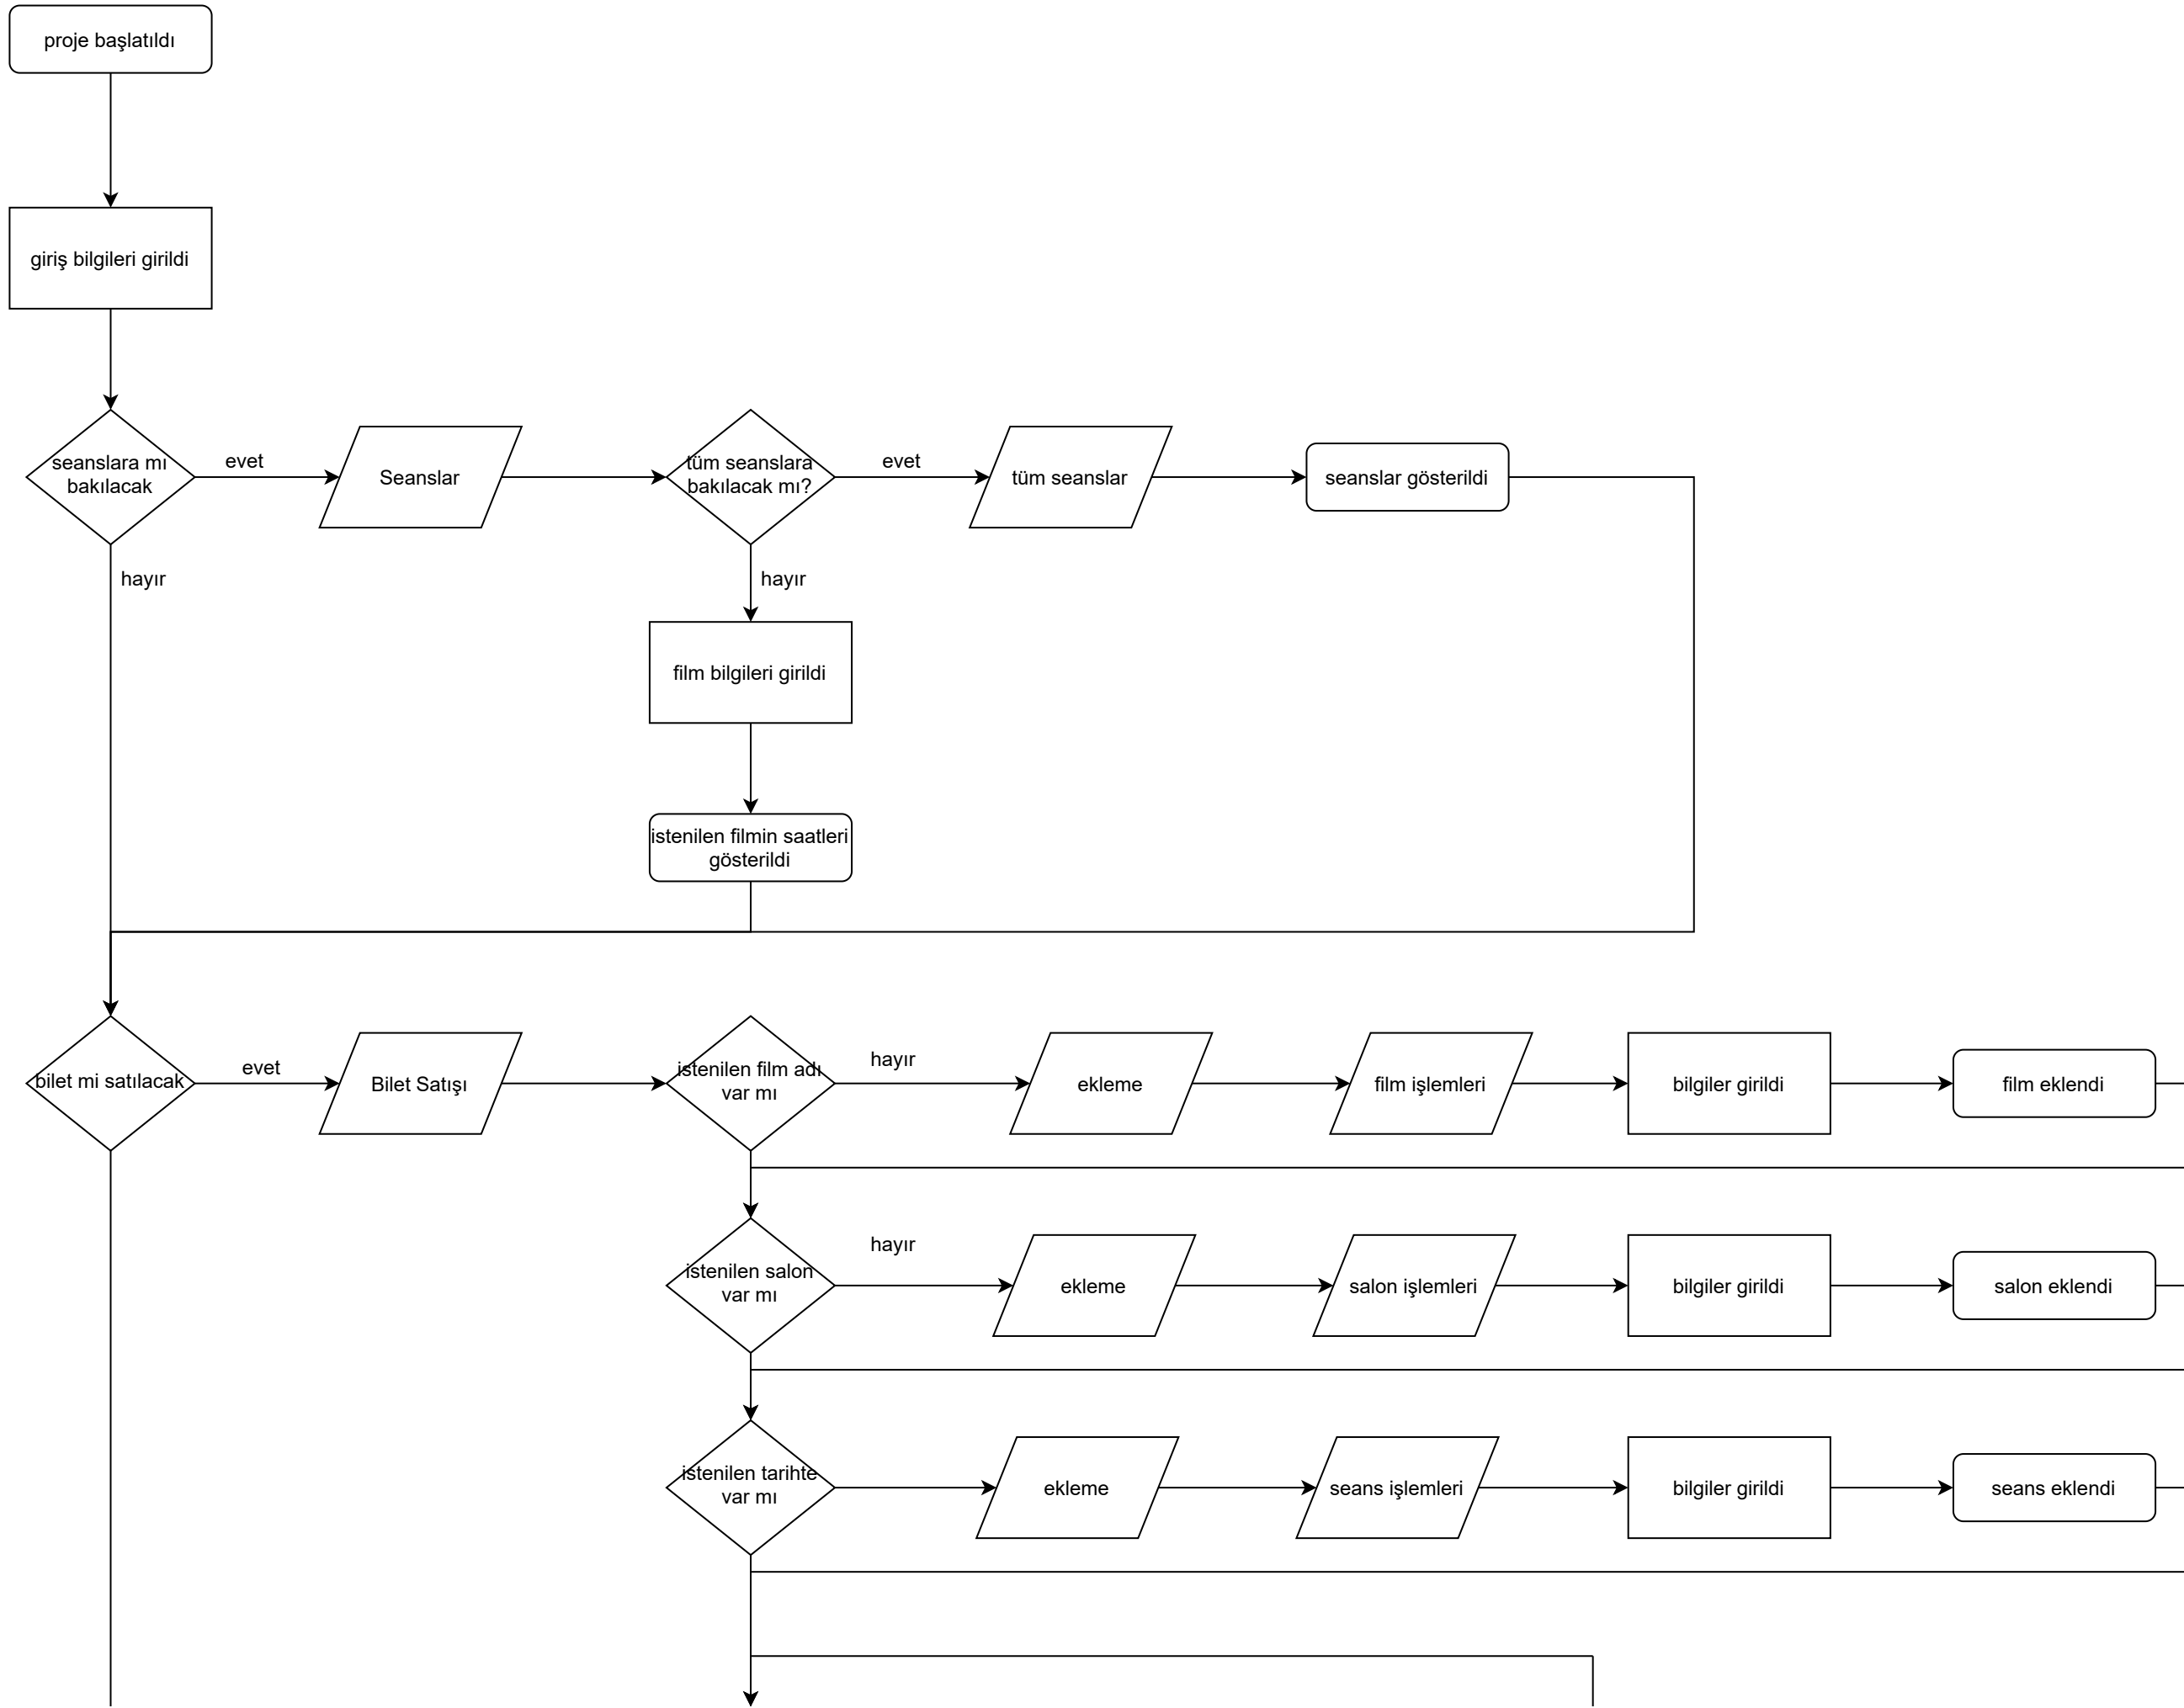 proje başlatıldı
giriş bilgileri girildi
seanslara mı
bakılacak
evet
Seanslar
tüm seanslara
bakılacak mı?
evet
tüm seanslar
seanslar gösterildi
hayır
hayır
film bilgileri girildi
istenilen filmin saatleri
gösterildi
bilet mi satılacak
evet
Bilet Satışı
istenilen film adı
var mı
hayır
ekleme
film işlemleri
bilgiler girildi
film eklendi
istenilen salon
var mı
hayır
ekleme
salon işlemleri
bilgiler girildi
salon eklendi
istenilen tarihte
var mı
ekleme
seans işlemleri
bilgiler girildi
seans eklendi